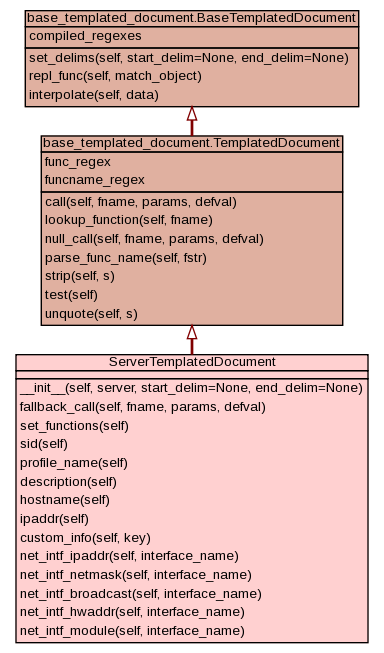 base_templated_document.BaseTemplatedDocument
compiled_regexes
set_delims(self, start_delim=None, end_delim=None)
repl_func(self, match_object)
interpolate(self, data)
base_templated_document.TemplatedDocument
func_regex
funcname_regex
call(self, fname, params, defval)
lookup_function(self, fname)
null_call(self, fname, params, defval)
parse_func_name(self, fstr)
strip(self, s)
test(self)
unquote(self, s)
ServerTemplatedDocument
__init__(self, server, start_delim=None, end_delim=None)
fallback_call(self, fname, params, defval)
set_functions(self)
sid(self)
profile_name(self)
description(self)
hostname(self)
ipaddr(self)
custom_info(self, key)
net_intf_ipaddr(self, interface_name)
net_intf_netmask(self, interface_name)
net_intf_broadcast(self, interface_name)
net_intf_hwaddr(self, interface_name)
net_intf_module(self, interface_name)